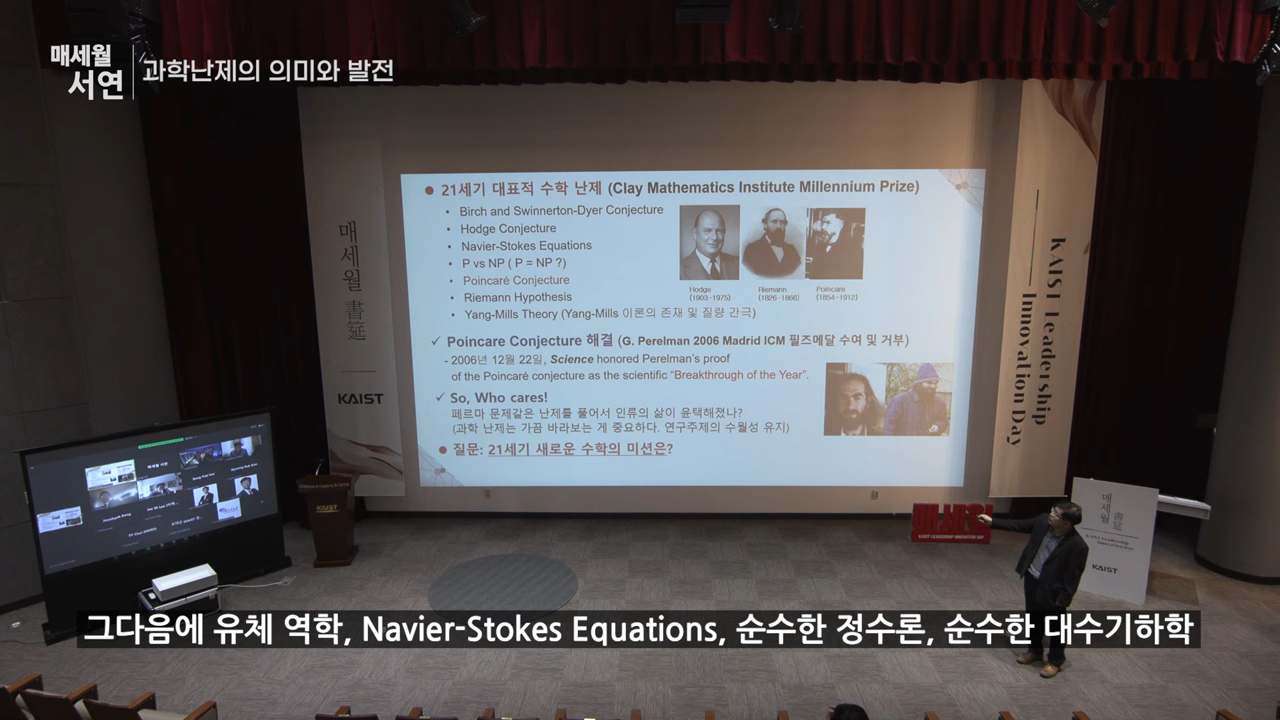 매세월
서연
과학난제의 의미와 발전
● 21세기 대표적 수학 난제 (Clay Mathematics Institute Millennium Prize)
• Birch and Swinnerton-Dyer Conjecture
• Hodge Conjecture
• Navier-Stokes Equations
• P vs NP ( P = NP ?)
• Poincaré Conjecture
• Riemann Hypothesis
• Yang-Mills Theory (Yang-Mills 이론의 존재 및 질량 간극)
Hodge
(1903-1975)
Riemann
(1826-1866)
Poincare
(1854-1912)
✓ Poincare Conjecture 해결 (G. Perelman 2006 Madrid ICM 필즈메달 수여 및 거부)
- 2006년 12월 22일, Science honored Perelman's proof
of the Poincaré conjecture as the scientific "Breakthrough of the Year".
✓ So, Who cares!
페르마 문제같은 난제를 풀어서 인류의 삶이 윤택해졌나?
(과학 난제는 가끔 바라보는 게 중요하다. 연구주제의 수월성 유지)
● 질문: 21세기 새로운 수학의 미션은?
매세월 書筵
KAIST
KAIST Leadership
Innovation Day
KAIST
매세월
KAIST LEADERSHIP INNOVATION DAY
매세월 書筵
KAIST
그다음에 유체 역학, Navier-Stokes Equations, 순수한 정수론, 순수한 대수기하학